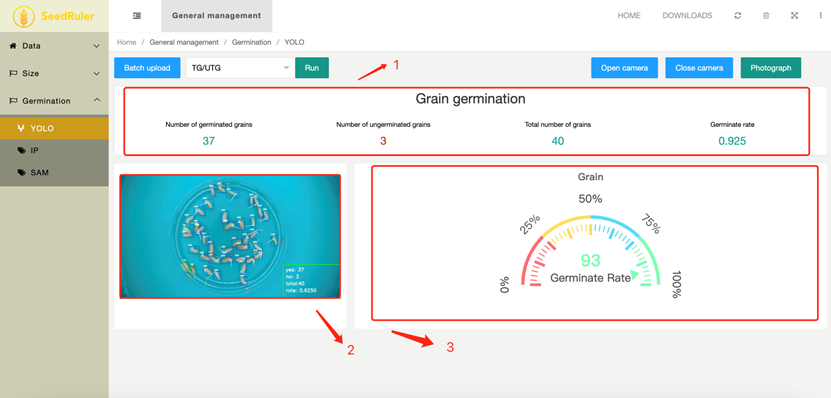 SeedRuler
General management
HOME
DOWNLOADS
Data
Size
Germination
YOLO
IP
SAM
Home / General management / Germination / YOLO
Batch upload
TG/UTG
Run
Open camera
Close camera
Photograph
1
Grain germination
Number of germinated grains
Number of ungerminated grains
Total number of grains
Germinate rate
37
3
40
0.925
yes: 37
no: 3
total:40
rate: 0.9250
Grain
0%
25%
50%
75%
100%
93
Germinate Rate
2
3